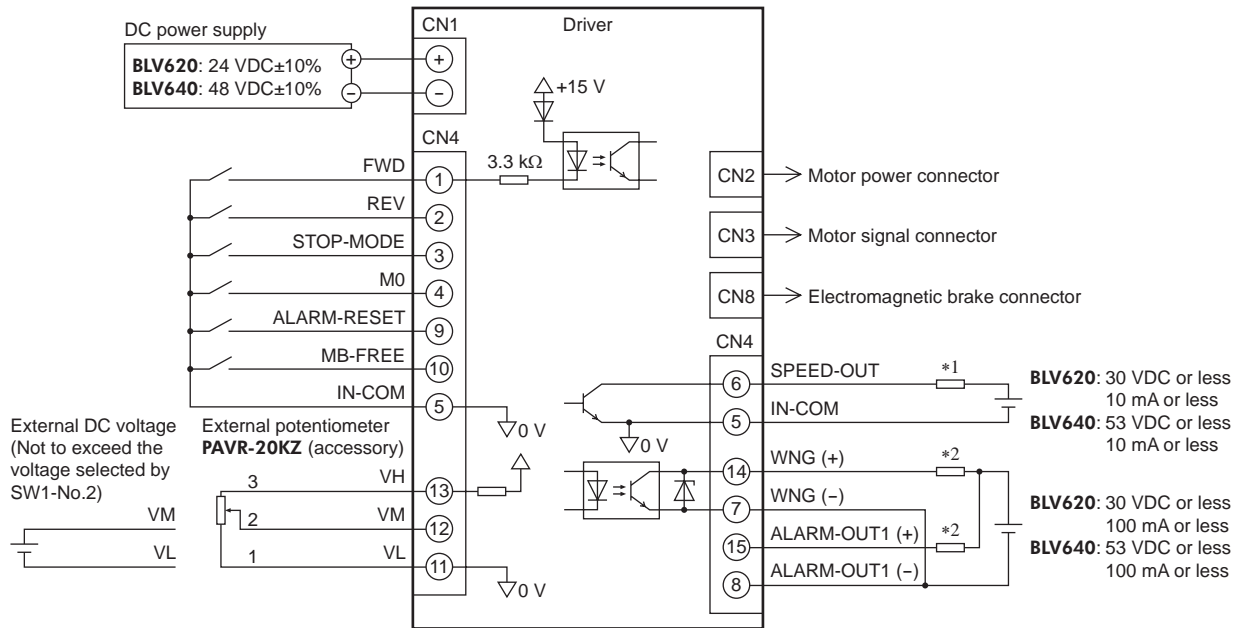 DC power supply
BLV620: 24 VDC±10%
BLV640: 48 VDC±10%
+
−
CN1
+
−
Driver
+15 V
CN4
FWD
1
3.3 kΩ
REV
2
STOP-MODE
3
M0
4
ALARM-RESET
9
MB-FREE
10
IN-COM
5
0 V
External DC voltage
(Not to exceed the
voltage selected by
SW1-No.2)
VM
VL
External potentiometer
PAVR-20KZ (accessory)
3
VH
13
2
VM
12
1
VL
11
0 V
CN2
Motor power connector
CN3
Motor signal connector
CN8
Electromagnetic brake connector
CN4
6
SPEED-OUT
*1
5
IN-COM
0 V
BLV620: 30 VDC or less
10 mA or less
BLV640: 53 VDC or less
10 mA or less
14
WNG (+)
*2
7
WNG (−)
15
ALARM-OUT1 (+)
*2
8
ALARM-OUT1 (−)
BLV620: 30 VDC or less
100 mA or less
BLV640: 53 VDC or less
100 mA or less